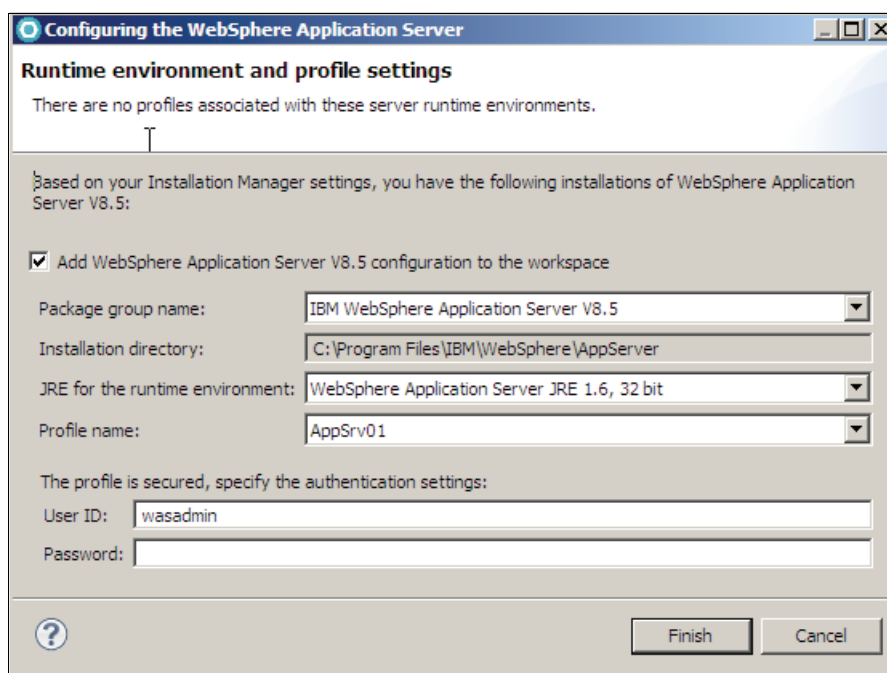 Configuring the WebSphere Application Server
Runtime environment and profile settings
There are no profiles associated with these server runtime environments.
Based on your Installation Manager settings, you have the following installations of WebSphere Application
Server V8.5:
Add WebSphere Application Server V8.5 configuration to the workspace
Package group name: IBM WebSphere Application Server V8.5
Installation directory: C:\Program Files\IBM\WebSphere\AppServer
JRE for the runtime environment: WebSphere Application Server JRE 1.6, 32 bit
Profile name: AppSrv01
The profile is secured, specify the authentication settings:
User ID: wasadmin
Password:
? Finish Cancel